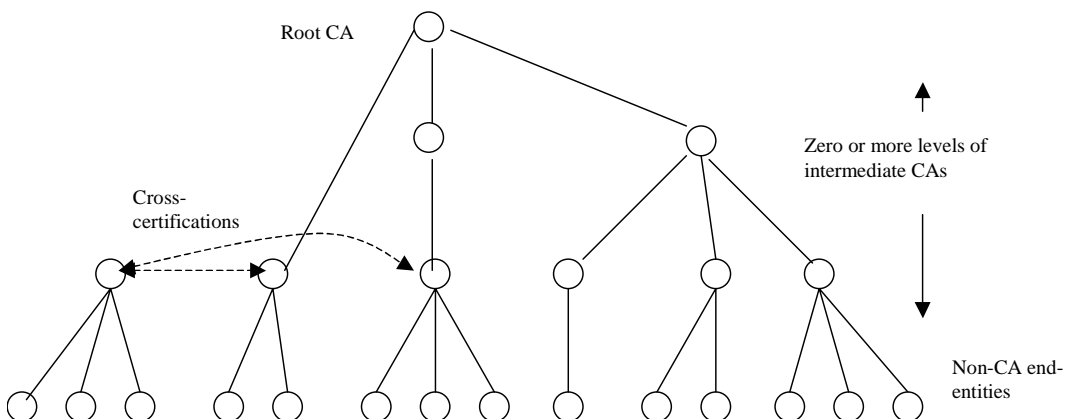 Root CA
Zero or more levels of
intermediate CAs
Cross-
certifications
Non-CA end-
entities